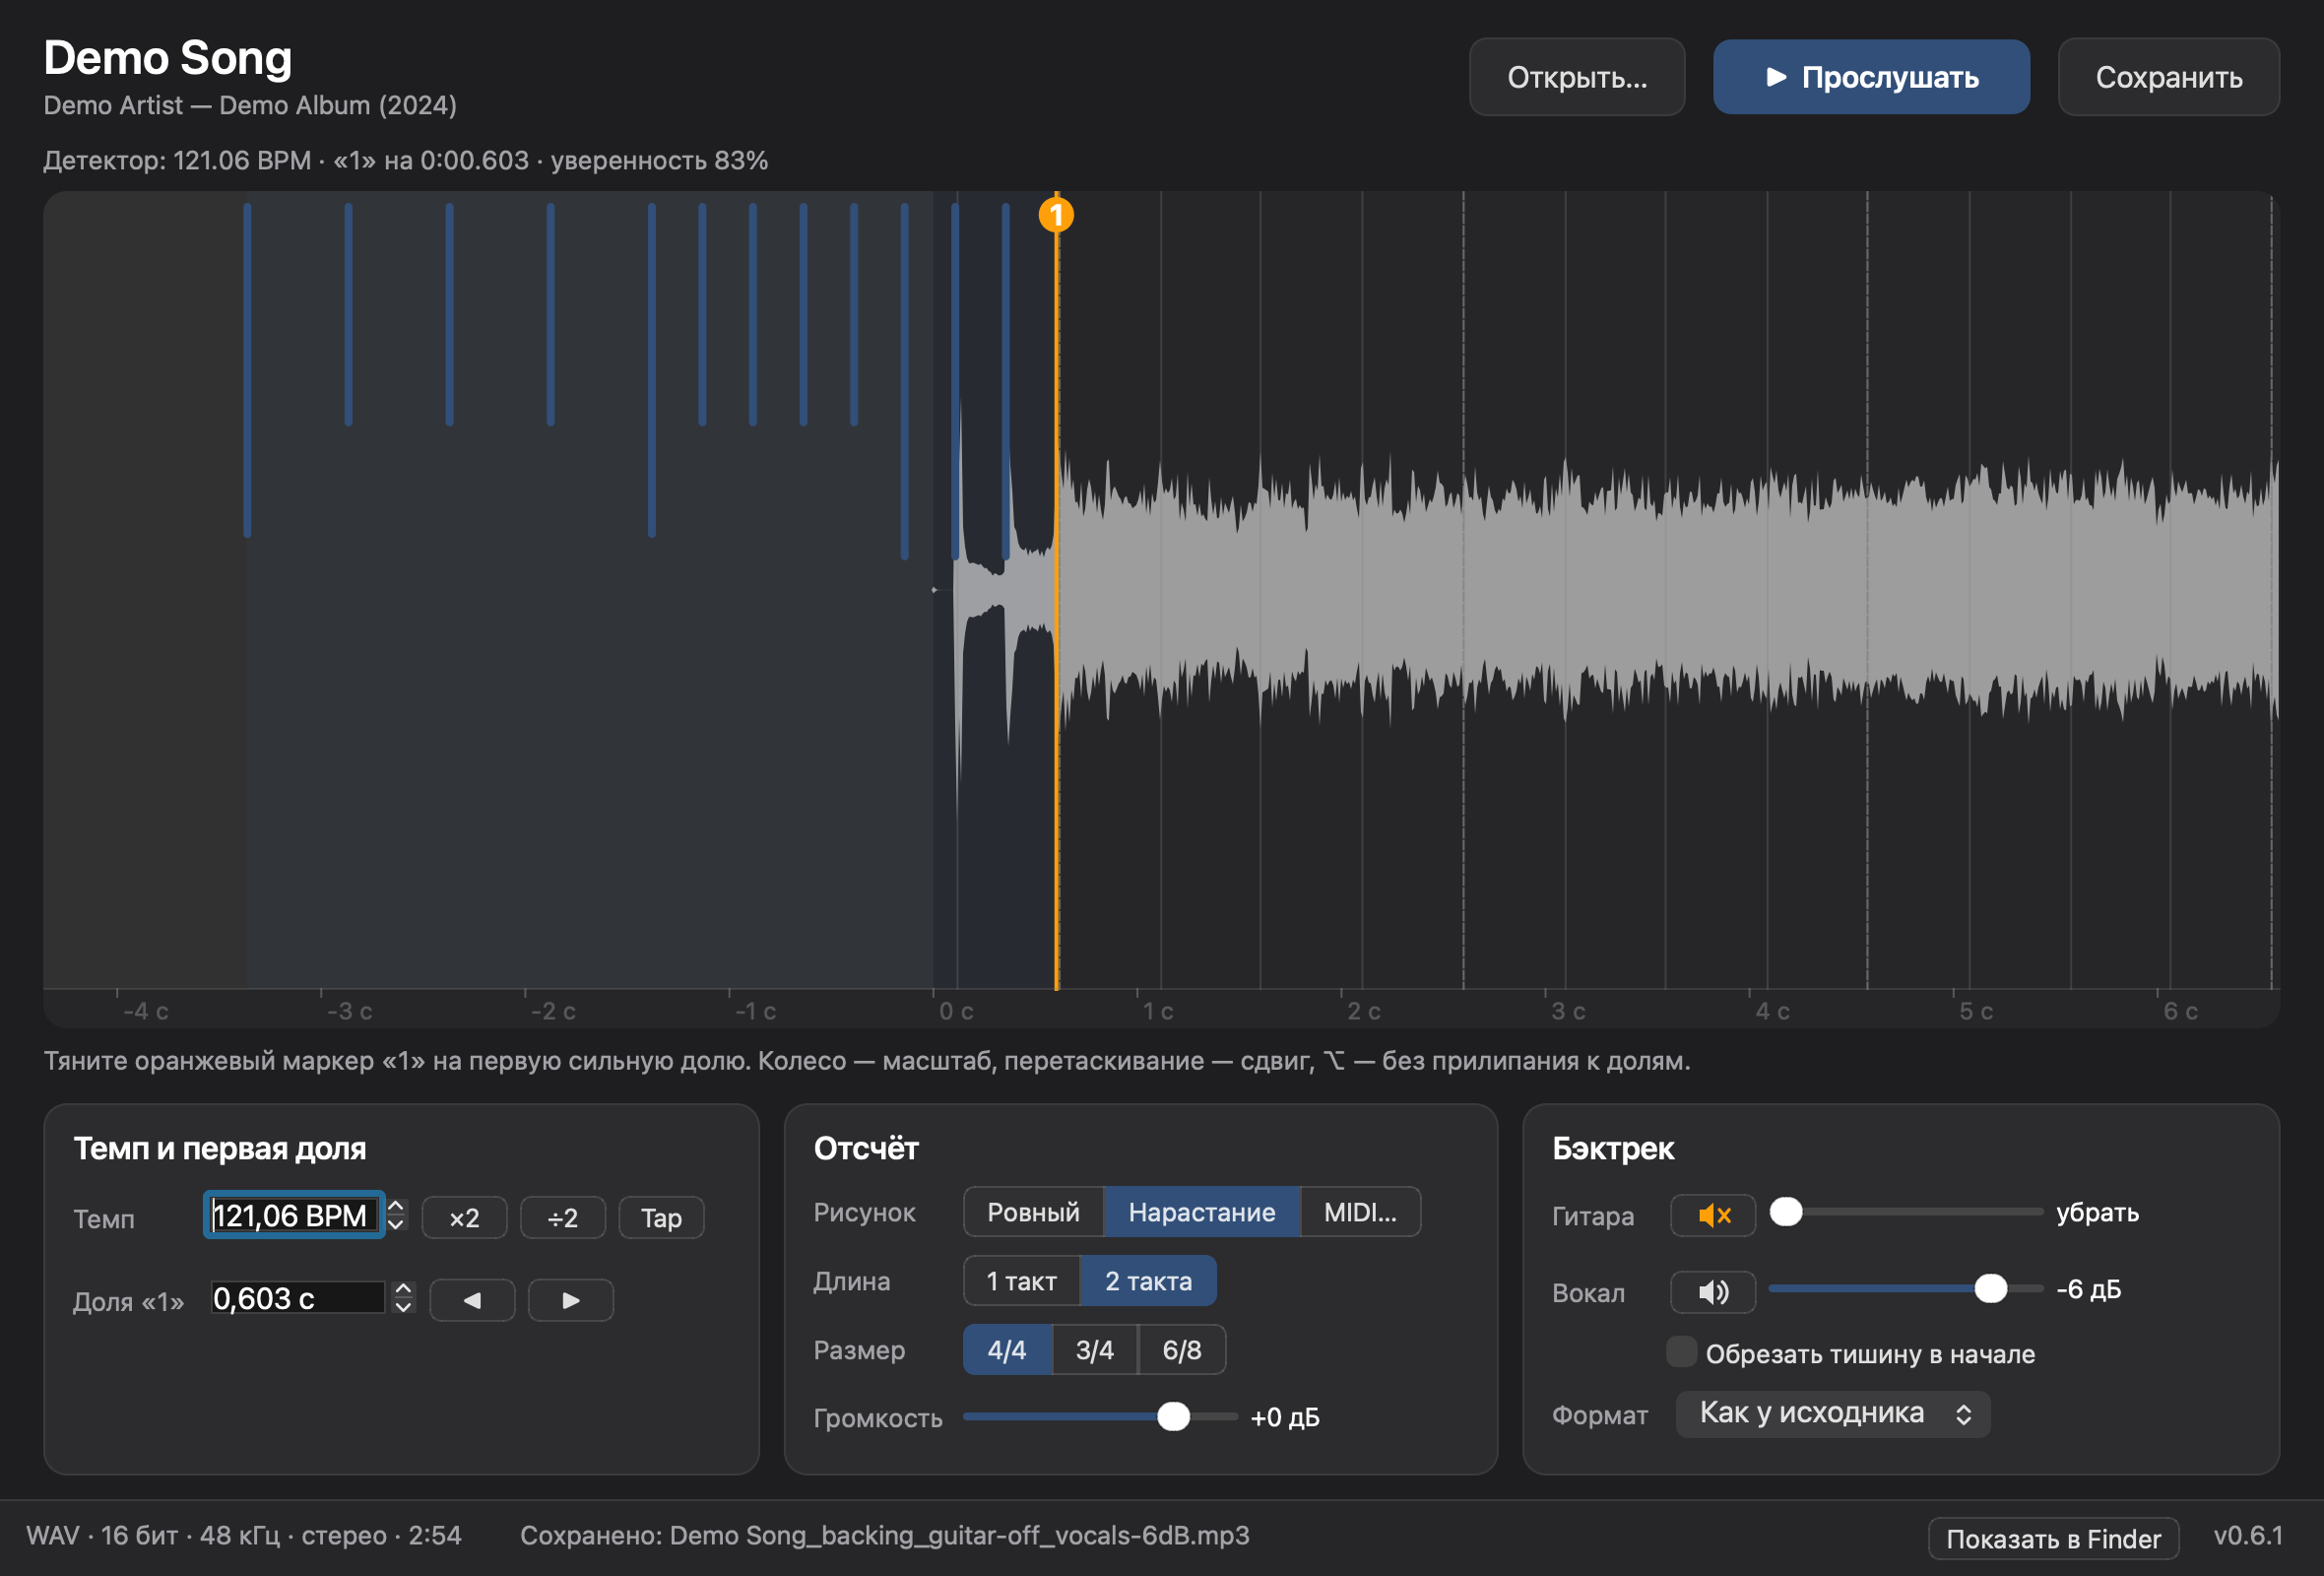 Demo Song
Demo Artist — Demo Album (2024)
Открыть...
Прослушать
Сохранить
Детектор: 121.06 BPM · «1» на 0:00.603 · уверенность 83%
1
-4 с -3 с -2 с -1 с 0 с 1 с 2 с 3 с 4 с 5 с 6 с
Тяните оранжевый маркер «1» на первую сильную долю. Колесо — масштаб, перетаскивание — сдвиг, ⌥ — без прилипания к долям.
Темп и первая доля
Темп 121,06 BPM ×2 ÷2 Tap
Доля «1» 0,603 с
Отсчёт
Рисунок Ровный Нарастание MIDI...
Длина 1 такт 2 такта
Размер 4/4 3/4 6/8
Громкость +0 дБ
Бэктрек
Гитара убрать
Вокал -6 дБ
Обрезать тишину в начале
Формат Как у исходника
WAV · 16 бит · 48 кГц · стерео · 2:54 Сохранено: Demo Song_backing_guitar-off_vocals-6dB.mp3 Показать в Finder v0.6.1